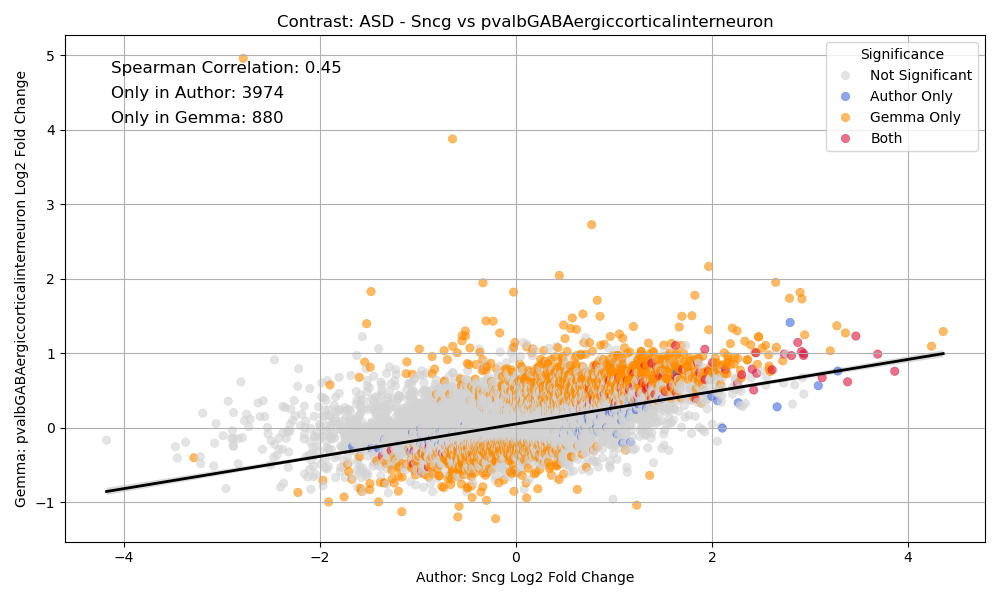 Contrast: ASD - Sncg vs pvalbGABAergiccorticalinterneuron
Spearman Correlation: 0.45
Only in Author: 3974
Only in Gemma: 880
Significance
Not Significant
Author Only
Gemma Only
Both
Gemma: pvalbGABAergiccorticalinterneuron Log2 Fold Change
5
4
3
2
1
0
−1
−4
−2
0
2
4
Author: Sncg Log2 Fold Change